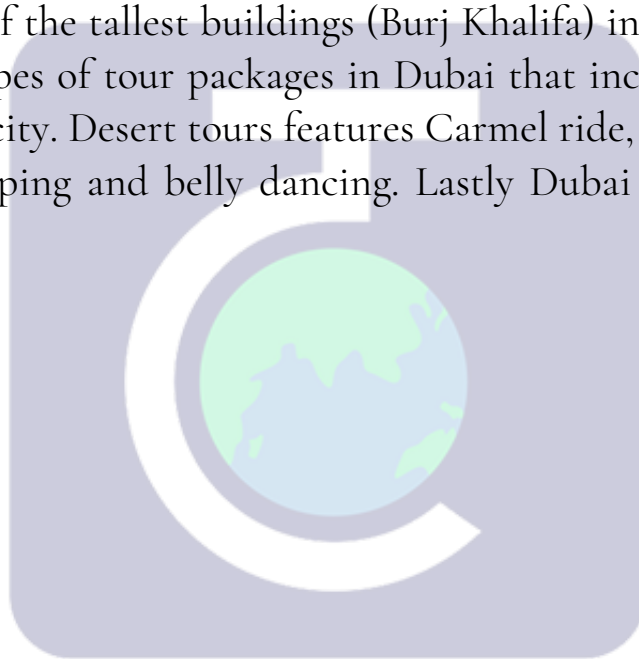 f the tallest buildings (Burj Khalifa) in
pes of tour packages in Dubai that inc
city. Desert tours features Carmel ride,
ping and belly dancing. Lastly Dubai